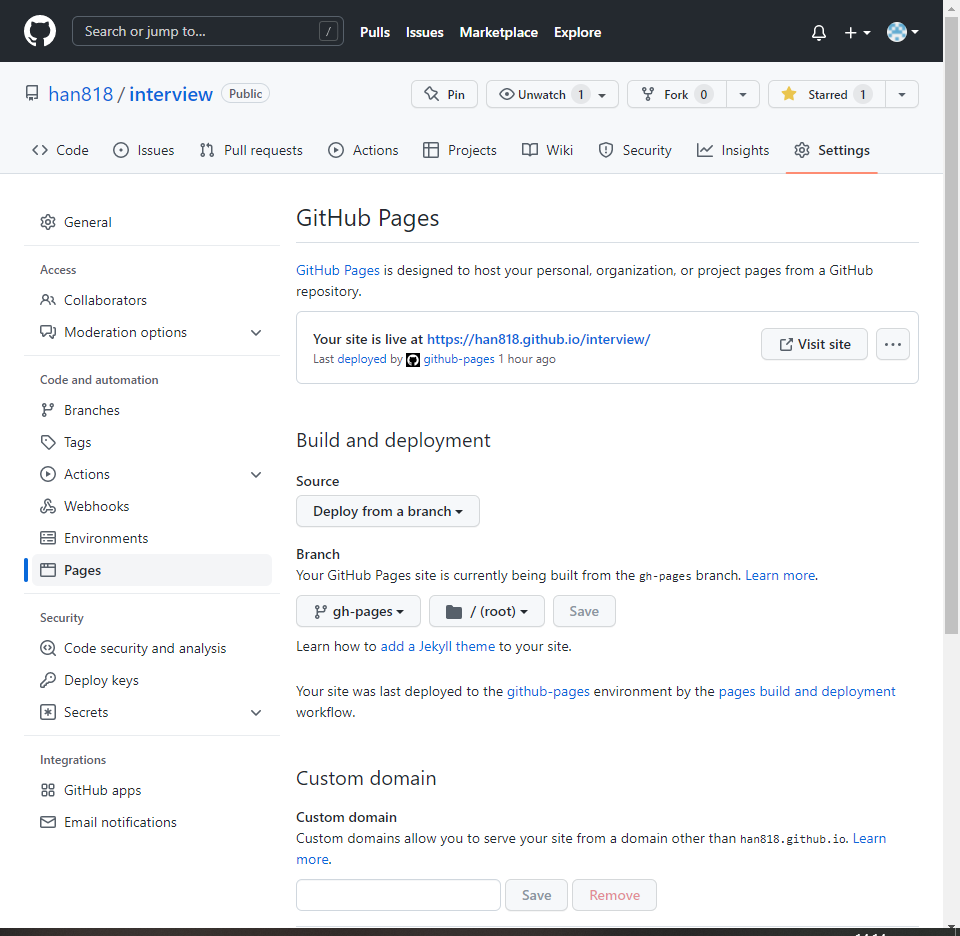 Search or jump to... /
Pulls Issues Marketplace Explore
han818 / interview Public
Pin Unwatch 1 Fork 0 Starred 1
Code Issues Pull requests Actions Projects Wiki Security Insights Settings
General
Access
Collaborators
Moderation options
Code and automation
Branches
Tags
Actions
Webhooks
Environments
Pages
Security
Code security and analysis
Deploy keys
Secrets
Integrations
GitHub apps
Email notifications
GitHub Pages
GitHub Pages is designed to host your personal, organization, or project pages from a GitHub
repository.
Your site is live at https://han818.github.io/interview/
Last deployed by github-pages 1 hour ago
Visit site
Build and deployment
Source
Deploy from a branch
Branch
Your GitHub Pages site is currently being built from the gh-pages branch. Learn more.
gh-pages / (root) Save
Learn how to add a Jekyll theme to your site.
Your site was last deployed to the github-pages environment by the pages build and deployment
workflow.
Custom domain
Custom domain
Custom domains allow you to serve your site from a domain other than han818.github.io. Learn
more.
Save Remove